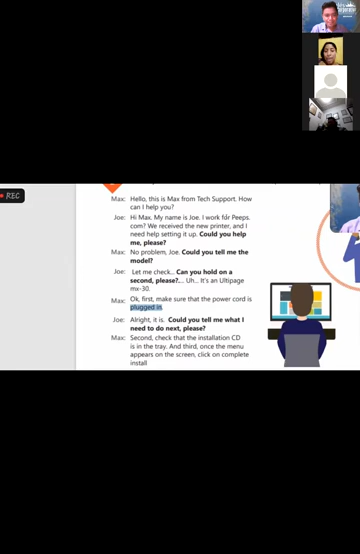 REC
Max: Hello, this is Max from Tech Support. How
can I help you?
Joe: Hi Max. My name is Joe. I work for Peeps.
com? We received the new printer, and I
need help setting it up. Could you help
me, please?
Max: No problem, Joe. Could you tell me the
model?
Joe: Let me check... Can you hold on a
second, please?... Uh... It's an Ultipage
mx-30.
Max: Ok, first, make sure that the power cord is
plugged in.
Joe: Alright, it is. Could you tell me what I
need to do next, please?
Max: Second, check that the installation CD
is in the tray. And third, once the menu
appears on the screen, click on complete
install